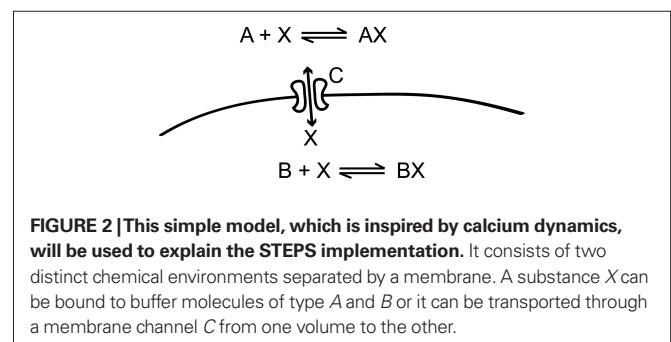 A + X ⇌ AX
C
X
B + X ⇌ BX
FIGURE 2 | This simple model, which is inspired by calcium dynamics,
will be used to explain the STEPS implementation. It consists of two
distinct chemical environments separated by a membrane. A substance X can
be bound to buffer molecules of type A and B or it can be transported through
a membrane channel C from one volume to the other.